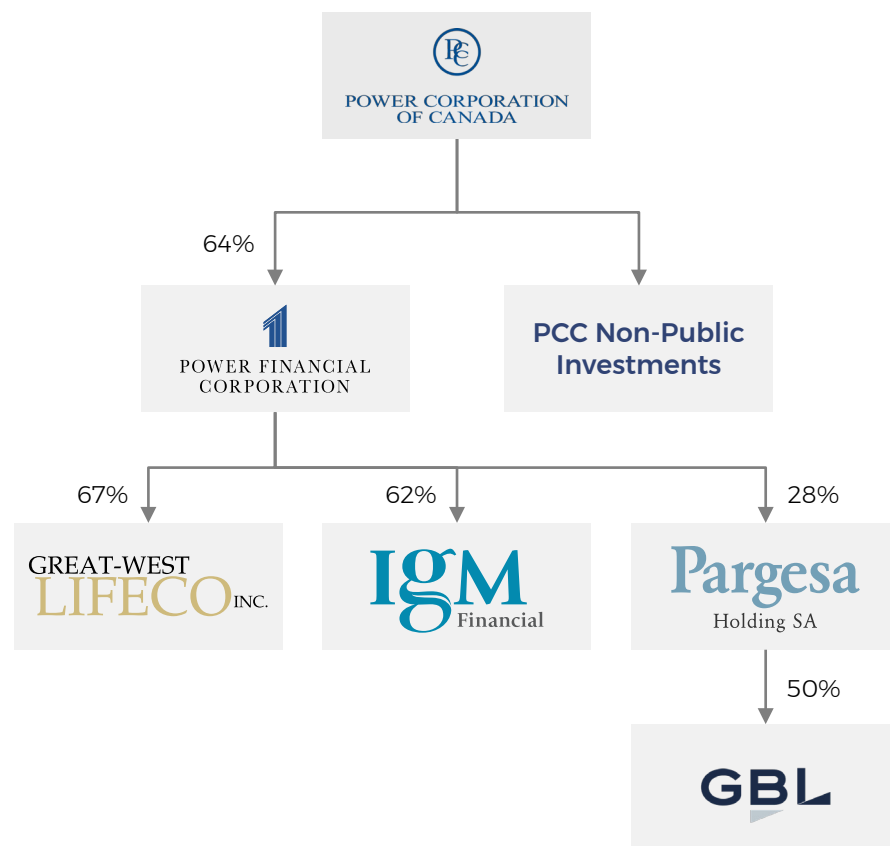 PCC
POWER CORPORATION
OF CANADA
64%
POWER FINANCIAL
CORPORATION
PCC Non-Public
Investments
67%
62%
28%
GREAT-WEST
LIFECO INC.
IgM
Financial
Pargesa
Holding SA
50%
GBL